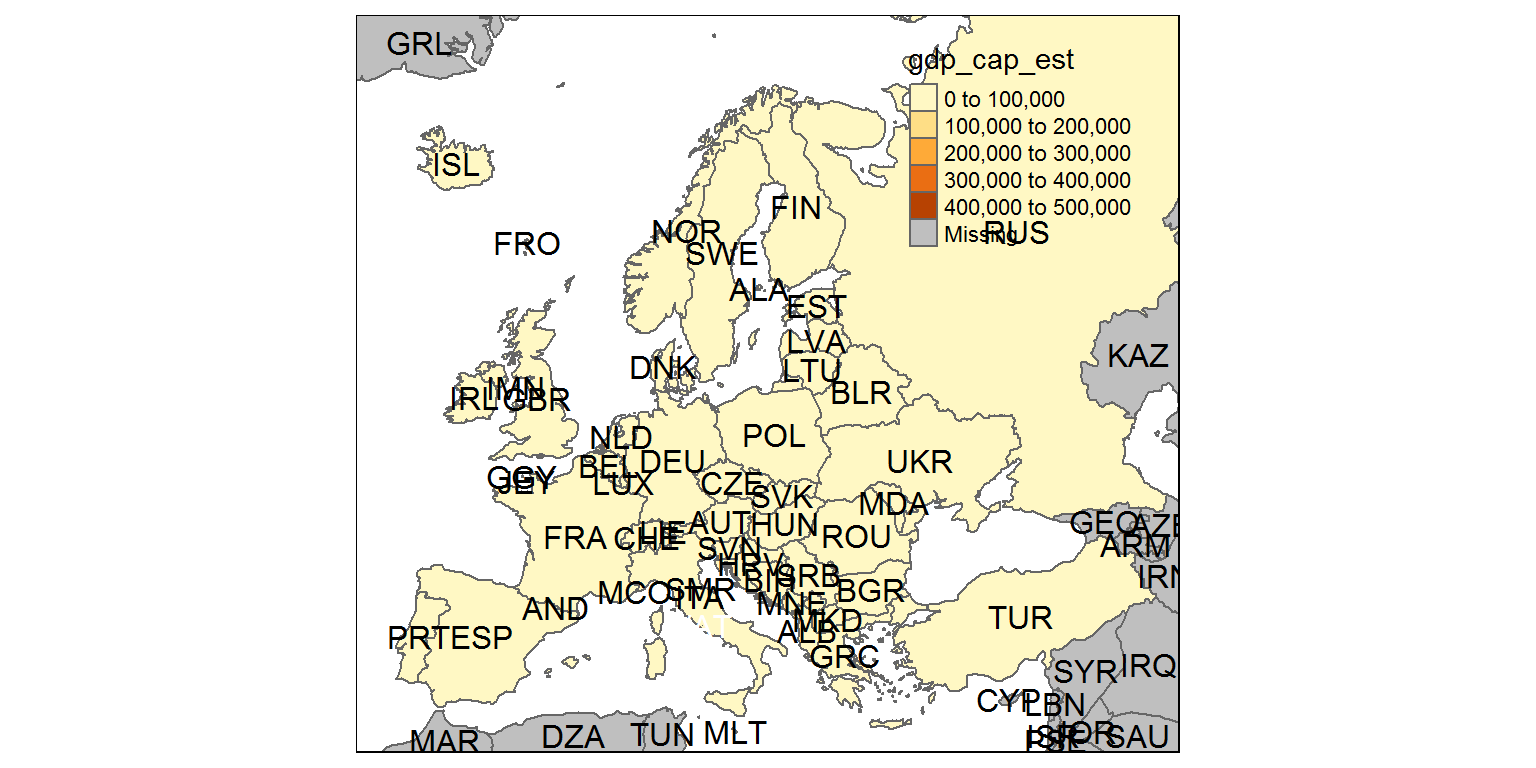 GRL
gdp_cap_est
0 to 100,000
100,000 to 200,000
200,000 to 300,000
300,000 to 400,000
400,000 to 500,000
Missing
RUS
ISL
FIN
NOR
FRO
SWE
ALA
EST
LVA
KAZ
DNK
LTU
IMN
BLR
IRL
GBR
NLD
POL
BEL
DEU
UKR
GGY
JEY
LUX
CZE
SVK
MDA
AUT
HUN
GEO
AZE
FRA
CHE
LIE
ROU
ARM
SVN
HRV
IRN
BIH
SRB
MCO
SMR
ITA
BGR
AND
MNE
TUR
MKD
VAT
ALB
PRT
ESP
GRC
SYR
IRQ
CYP
LBN
MAR
DZA
TUN
MLT
ISR
PSE
JOR
SAU